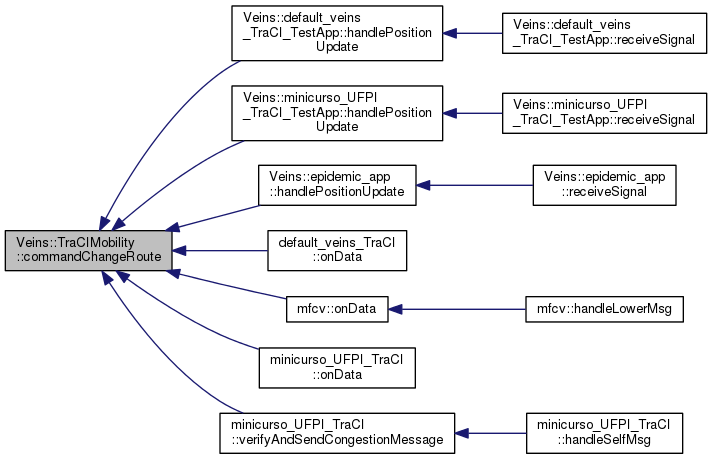 Veins::default_veins
_TraCI_TestApp::handlePosition
Update
Veins::default_veins
_TraCI_TestApp::receiveSignal
Veins::minicurso_UFPI
_TraCI_TestApp::handlePosition
Update
Veins::minicurso_UFPI
_TraCI_TestApp::receiveSignal
Veins::epidemic_app
::handlePositionUpdate
Veins::epidemic_app
::receiveSignal
Veins::TraCIMobility
::commandChangeRoute
default_veins_TraCI
::onData
mfcv::onData
mfcv::handleLowerMsg
minicurso_UFPI_TraCI
::onData
minicurso_UFPI_TraCI
::verifyAndSendCongestionMessage
minicurso_UFPI_TraCI
::handleSelfMsg